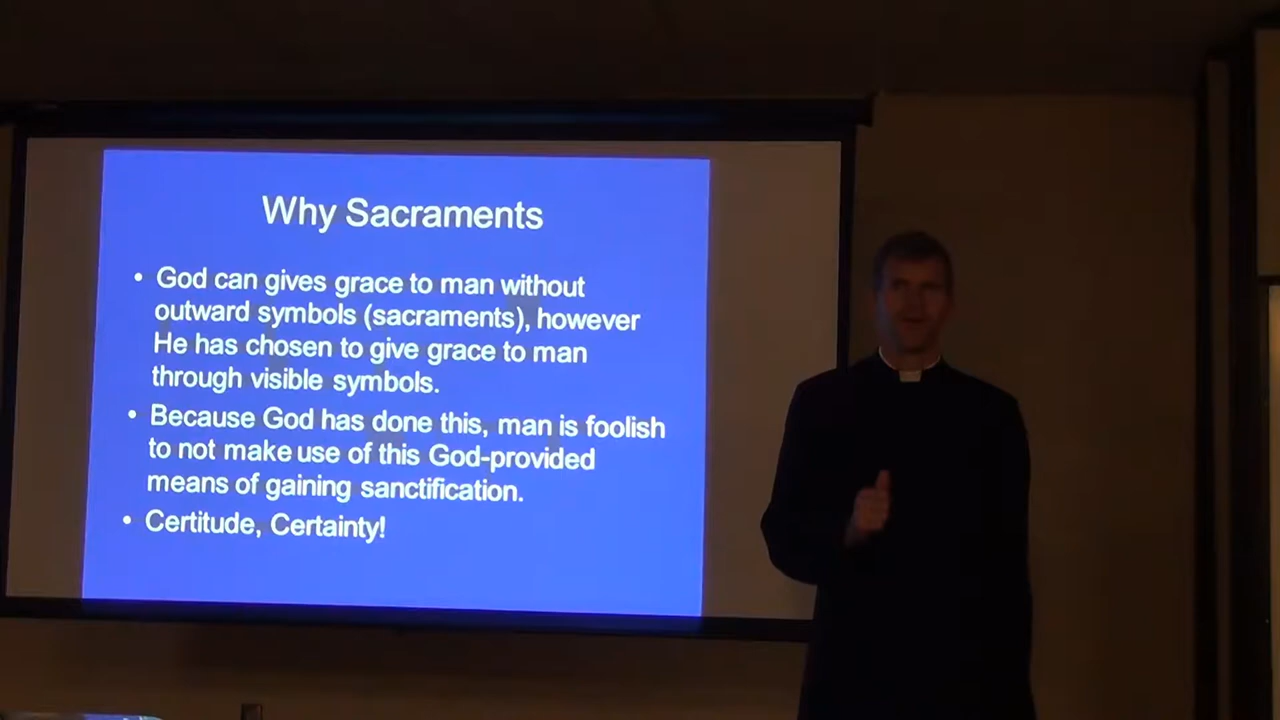 Why Sacraments
• God can gives grace to man without
outward symbols (sacraments), however
He has chosen to give grace to man
through visible symbols.
• Because God has done this, man is foolish
to not make use of this God-provided
means of gaining sanctification.
• Certitude, Certainty!